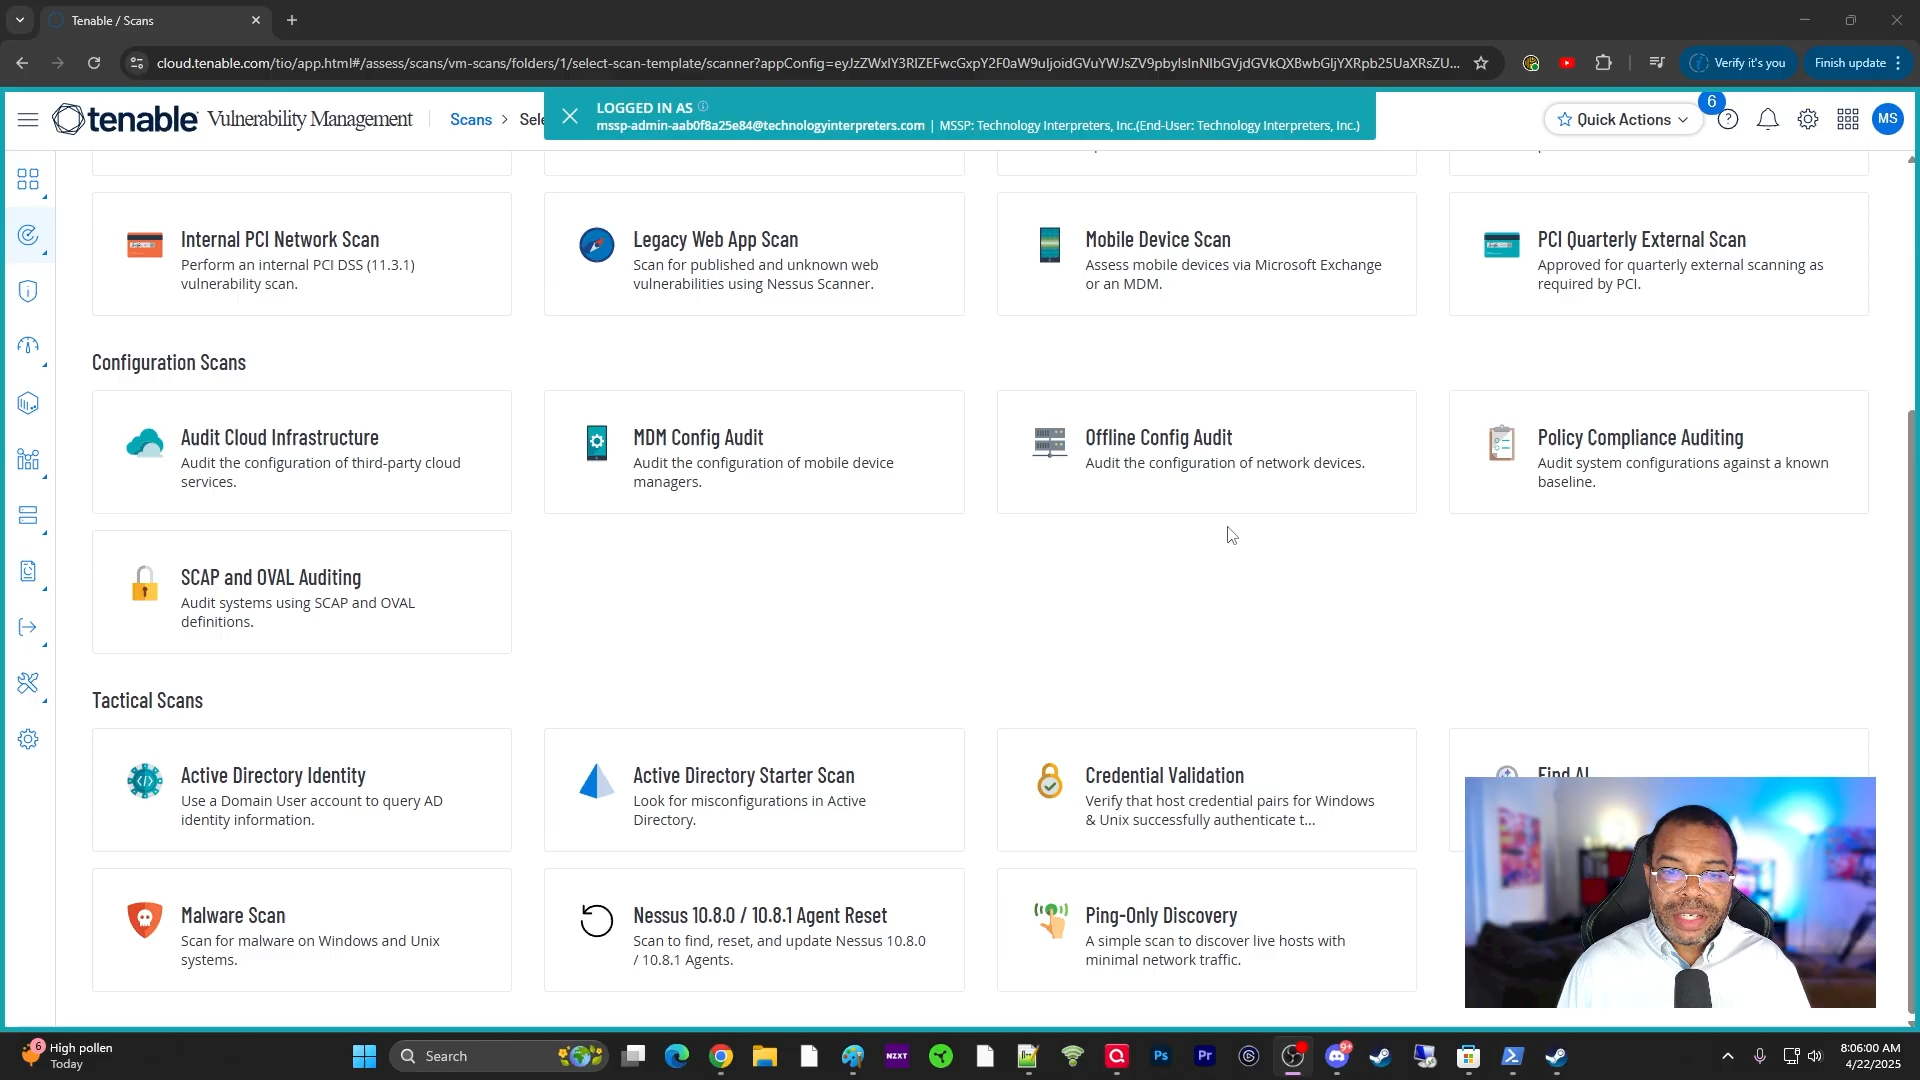 Tenable / Scans
cloud.tenable.com/tio/app.html#/assess/scans/vm-scans/folders/1/select-scan-template/scanner?appConfig=eyJzZWxlY3RlZEFwcGxpY2F0aW9uIjoidGVuYWJsZV9pbyIsInNlbGVjdGVkQXBwbGljYXRpb25UaXRsZU...
Verify it's you
Finish update
tenable Vulnerability Management
Scans
LOGGED IN AS
mssp-admin-aab0f8a25e84@technologyinterpreters.com | MSSP: Technology Interpreters, Inc.(End-User: Technology Interpreters, Inc.)
Quick Actions
6
MS
Internal PCI Network Scan
Perform an internal PCI DSS (11.3.1)
vulnerability scan.
Legacy Web App Scan
Scan for published and unknown web
vulnerabilities using Nessus Scanner.
Mobile Device Scan
Assess mobile devices via Microsoft Exchange
or an MDM.
PCI Quarterly External Scan
Approved for quarterly external scanning as
required by PCI.
Configuration Scans
Audit Cloud Infrastructure
Audit the configuration of third-party cloud
services.
MDM Config Audit
Audit the configuration of mobile device
managers.
Offline Config Audit
Audit the configuration of network devices.
Policy Compliance Auditing
Audit system configurations against a known
baseline.
SCAP and OVAL Auditing
Audit systems using SCAP and OVAL
definitions.
Tactical Scans
Active Directory Identity
Use a Domain User account to query AD
identity information.
Active Directory Starter Scan
Look for misconfigurations in Active
Directory.
Credential Validation
Verify that host credential pairs for Windows
& Unix successfully authenticate t...
Find AI
Malware Scan
Scan for malware on Windows and Unix
systems.
Nessus 10.8.0 / 10.8.1 Agent Reset
Scan to find, reset, and update Nessus 10.8.0
/ 10.8.1 Agents.
Ping-Only Discovery
A simple scan to discover live hosts with
minimal network traffic.
6
High pollen
Today
Search
NZXT
Ps
Pr
9+
8:06:00 AM
4/22/2025